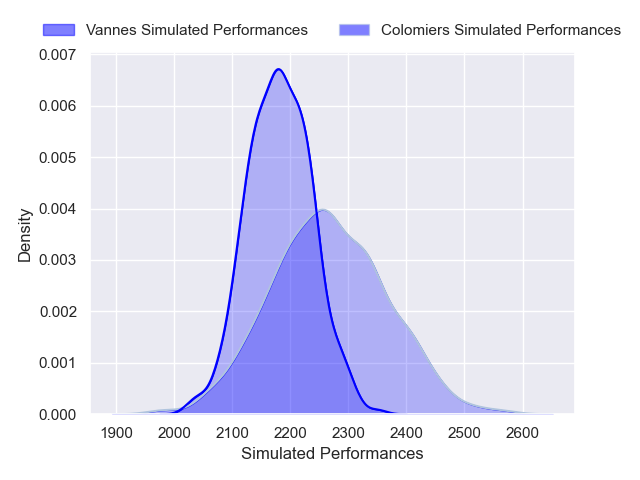 Vannes Simulated Performances
Colomiers Simulated Performances
0.007
0.006
0.005
0.004
0.003
0.002
0.001
0.000
Density
1900 2000 2100 2200 2300 2400 2500 2600
Simulated Performances